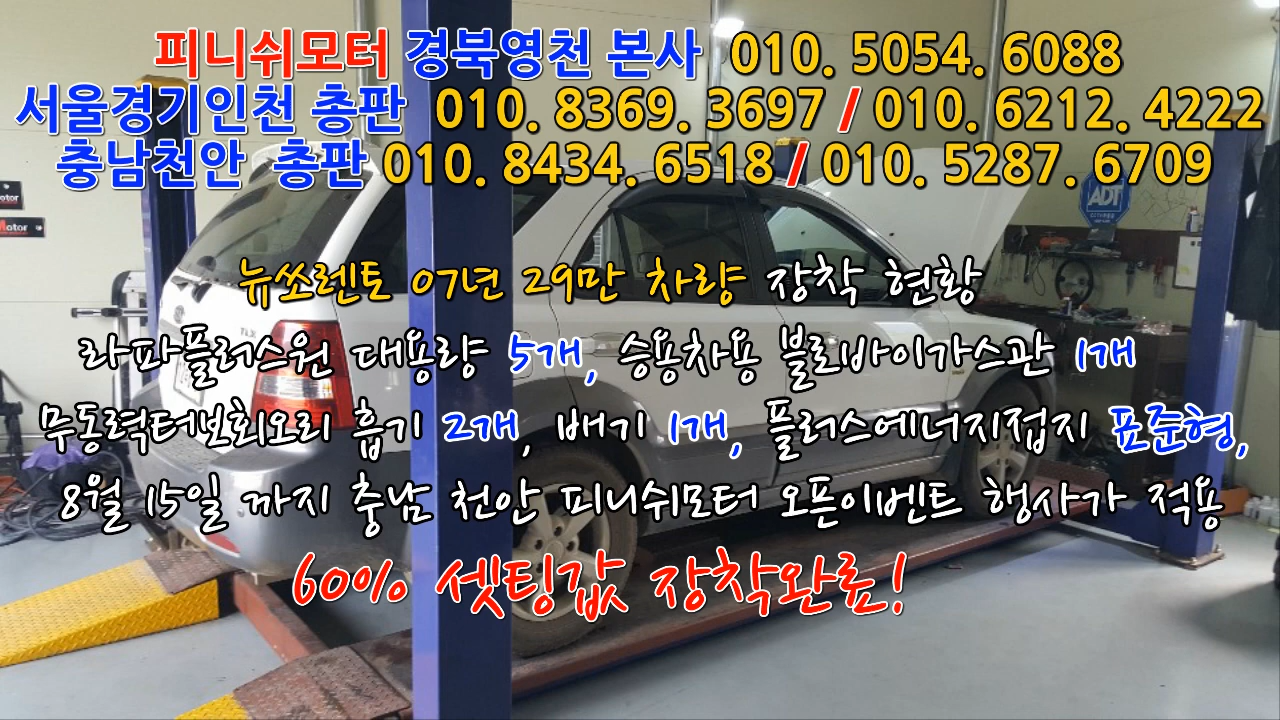 피니쉬모터 경북영천 본사 010. 5054. 6088
서울경기인천 총판 010. 8369. 3697 / 010. 6212. 4222
충남천안 총판 010. 8434. 6518 / 010. 5287. 6709
ADT
Motor
Motor
뉴쏘렌토 07년 29만 차량 장착 현황
TLX
라파플러스원 대용량 5개, 승용차용 블로바이가스관 1개
무동력터보회오리 흡기 2개, 배기 1개, 플러스에너지접지 표준형,
8월 15일 까지 충남 천안 피니쉬모터 오픈이벤트 행사가 적용
60% 셋팅값 장착완료!